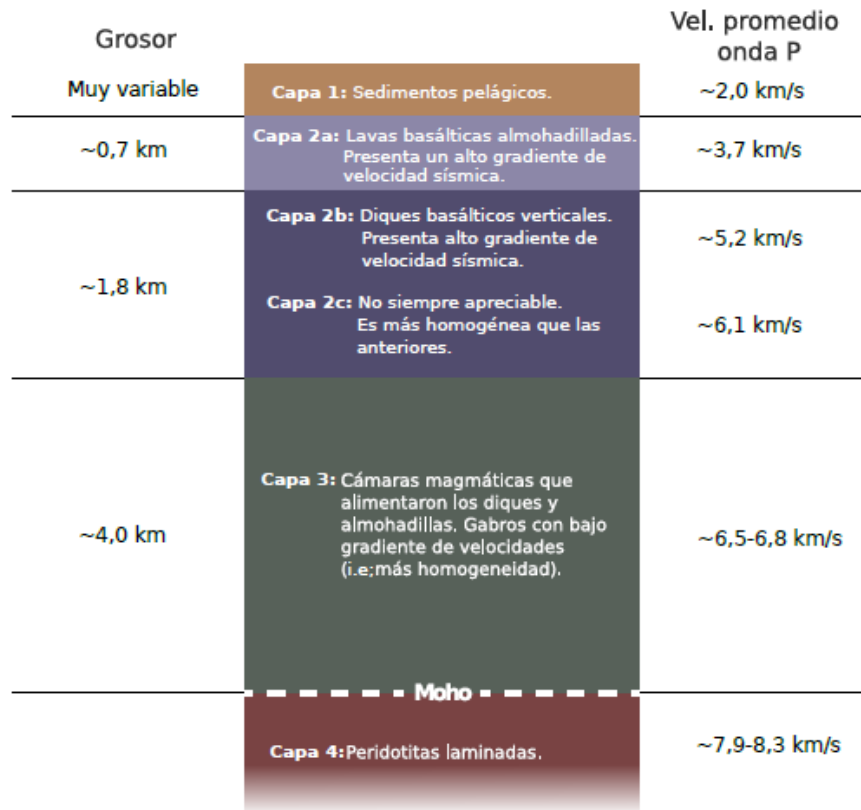 Grosor
Vel. promedio
onda P
Muy variable
Capa 1: Sedimentos pelágicos.
~2,0 km/s
~0,7 km
Capa 2a: Lavas basálticas almohadilladas.
Presenta un alto gradiente de
velocidad sísmica.
~3,7 km/s
~1,8 km
Capa 2b: Diques basálticos verticales.
Presenta alto gradiente de
velocidad sísmica.
~5,2 km/s
Capa 2c: No siempre apreciable.
Es más homogénea que las
anteriores.
~6,1 km/s
~4,0 km
Capa 3: Cámaras magmáticas que
alimentaron los diques y
almohadillas. Gabros con bajo
gradiente de velocidades
(i.e;más homogeneidad).
~6,5-6,8 km/s
Moho
Capa 4:Peridotitas laminadas.
~7,9-8,3 km/s